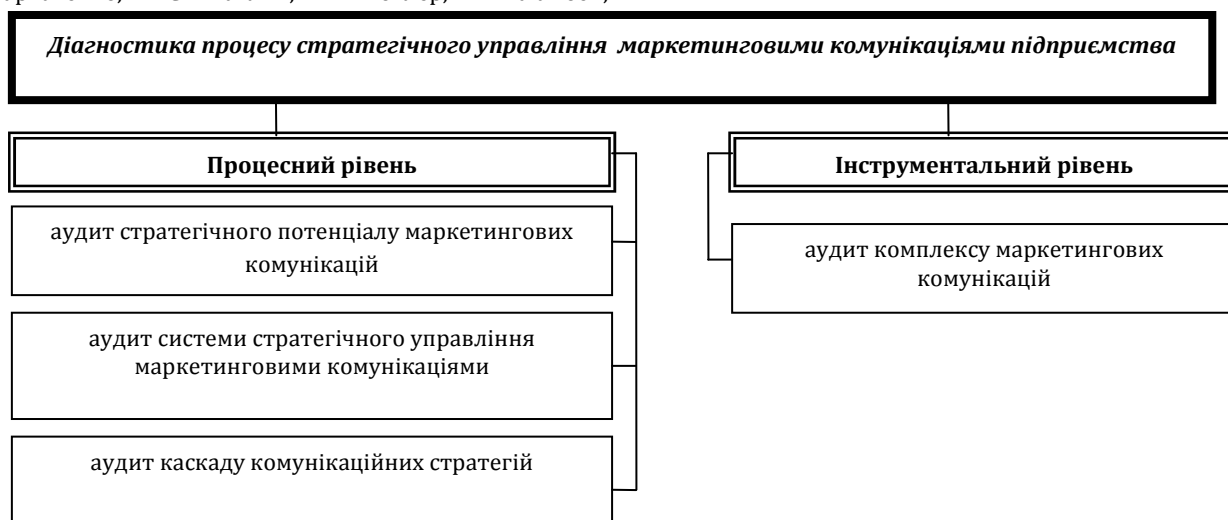 Діагностика процесу стратегічного управління маркетинговими комунікаціями підприємства
Процесний рівень
аудит стратегічного потенціалу маркетингових
комунікацій
аудит системи стратегічного управління
маркетинговими комунікаціями
аудит каскаду комунікаційних стратегій
Інструментальний рівень
аудит комплексу маркетингових
комунікацій